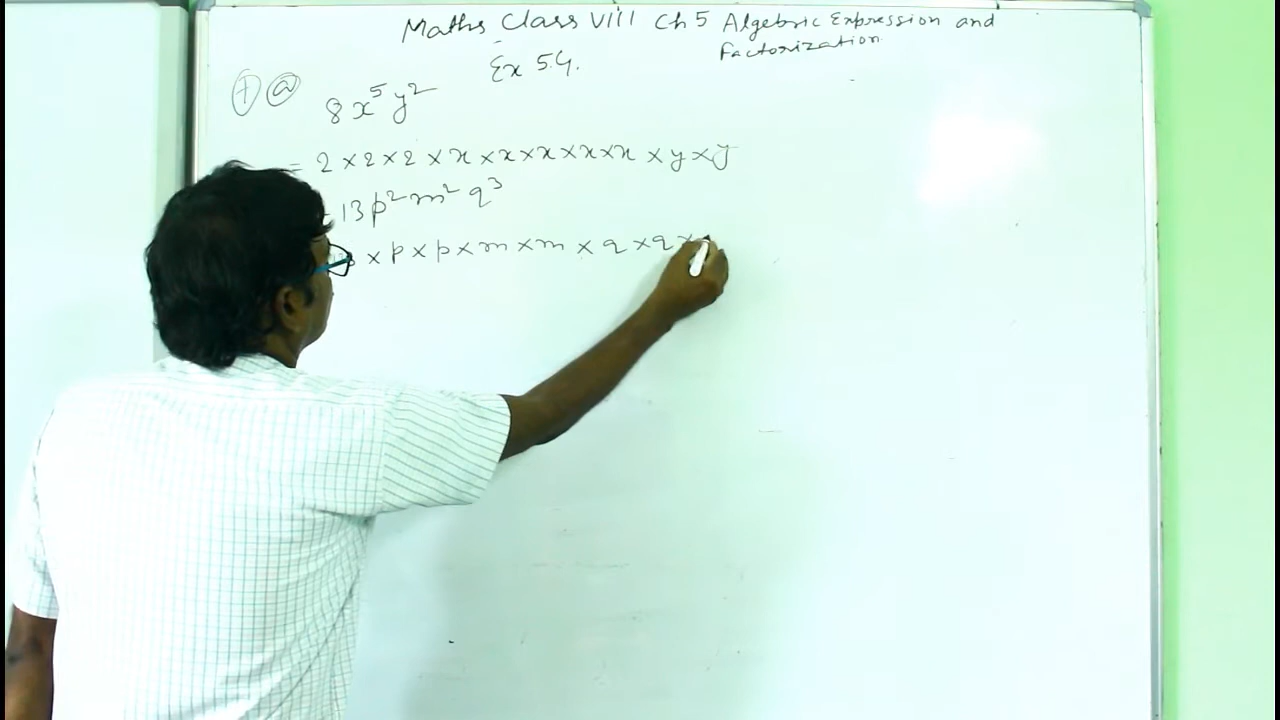 Maths Class VIII Ch 5 Algebric Expression and
Factorization
Ex 5.4.
1 a 8x⁵y²
= 2 × 2 × 2 × x × x × x × x × x × y × y
13p²m²q³
× p × p × m × m × q × q ×